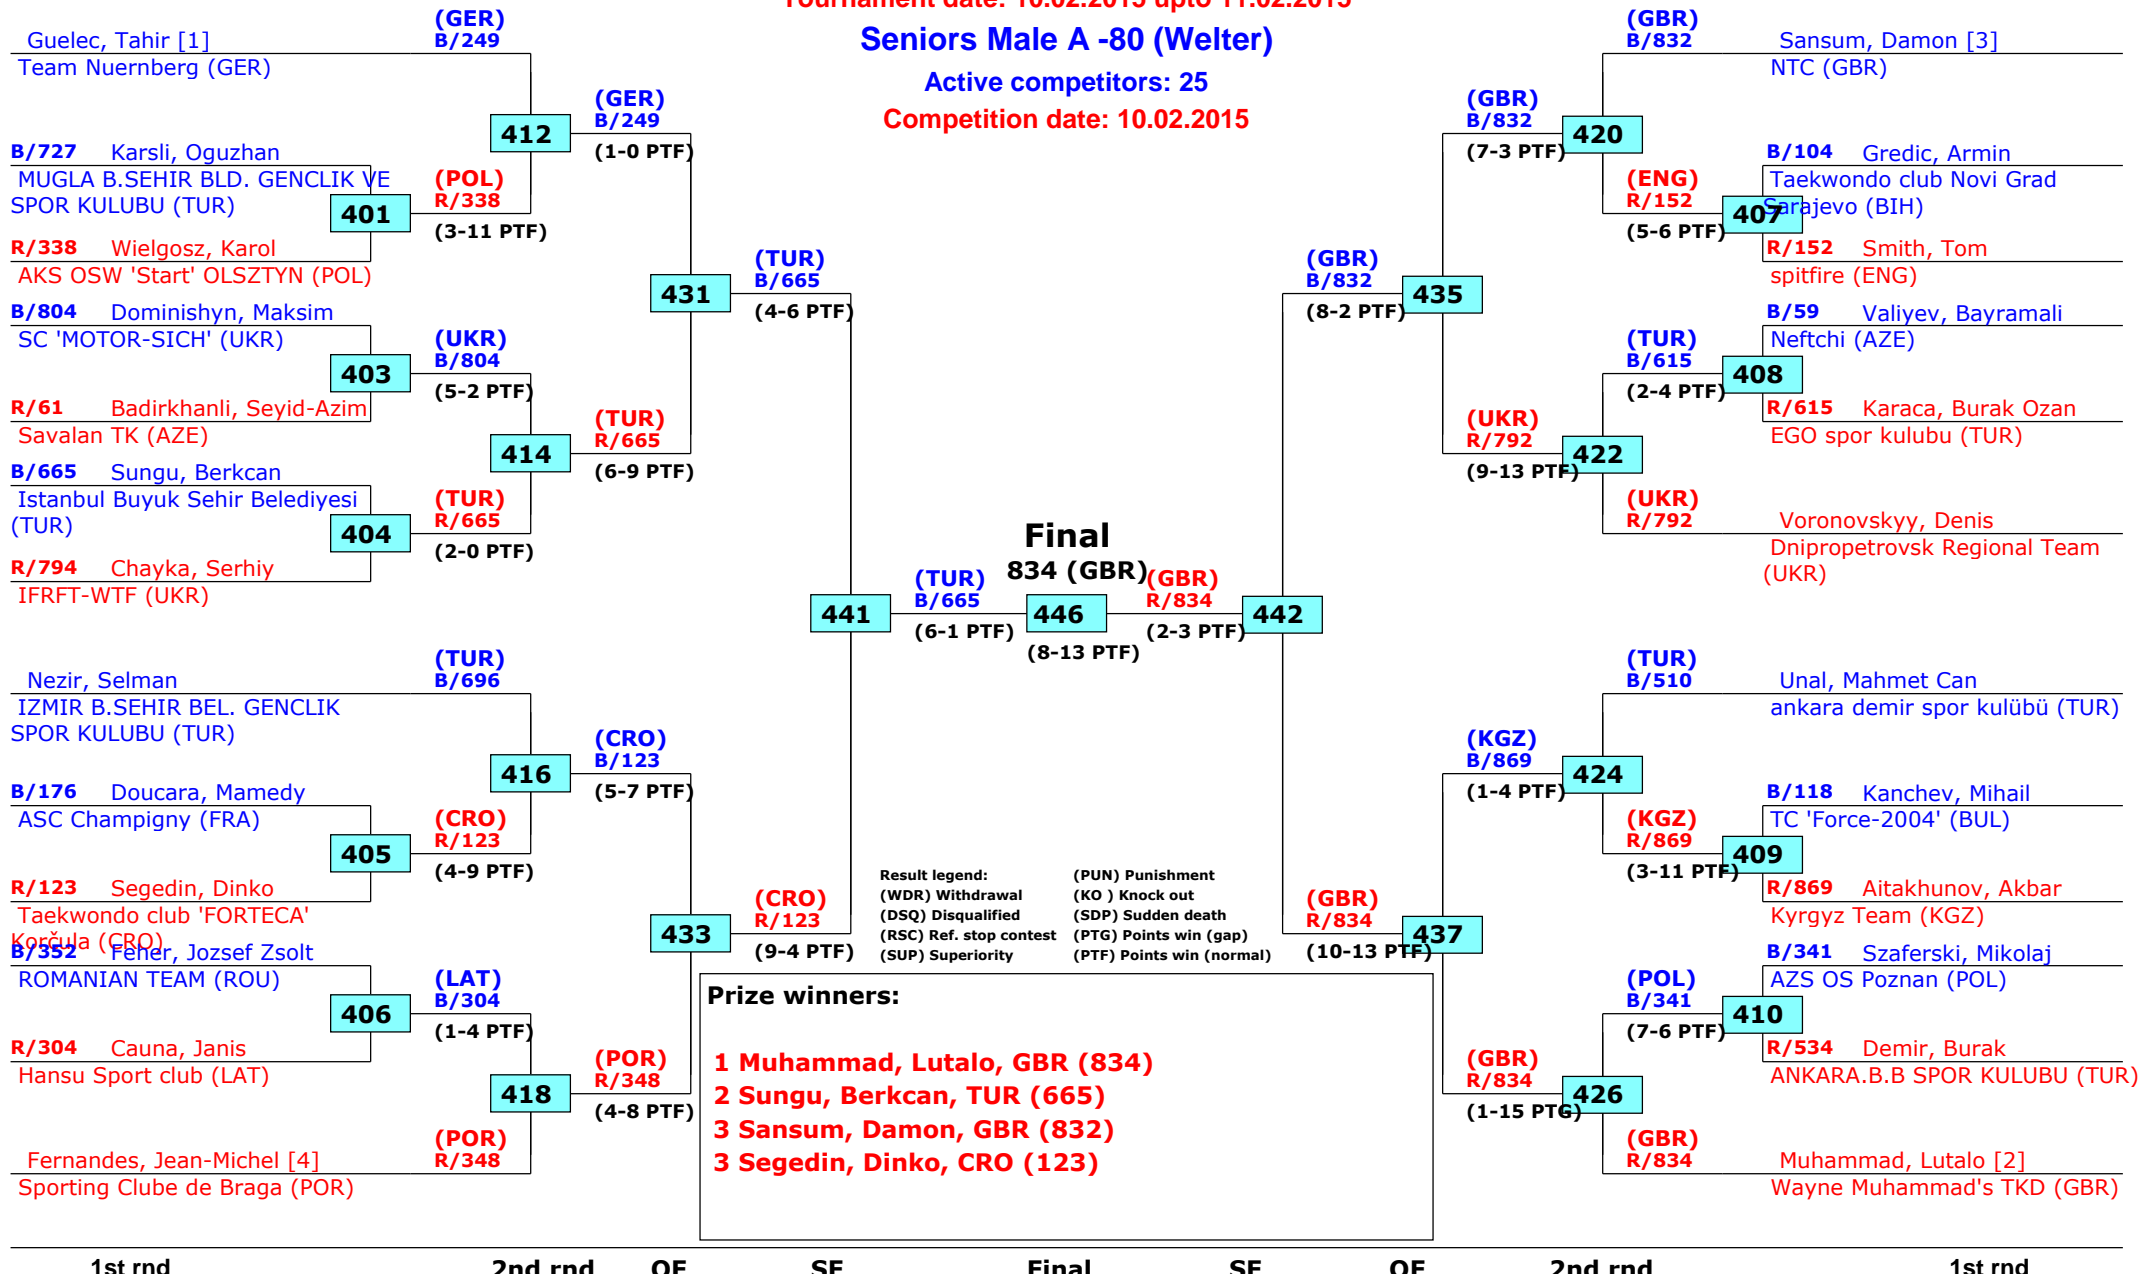 Tournament date: 10.02.2015 upto 11.02.2015
Seniors Male A -80 (Welter)
Active competitors: 25
Competition date: 10.02.2015
Guelec, Tahir [1]
Team Nuernberg (GER)
(GER)
B/249
B/727 Karsli, Oguzhan
MUGLA B.SEHIR BLD. GENCLIK VE
SPOR KULUBU (TUR)
401
R/338 Wielgosz, Karol
AKS OSW 'Start' OLSZTYN (POL)
(POL)
R/338
(3-11 PTF)
412
(GER)
B/249
(1-0 PTF)
B/804 Dominishyn, Maksim
SC 'MOTOR-SICH' (UKR)
403
R/61 Badirkhanli, Seyid-Azim
Savalan TK (AZE)
(UKR)
B/804
(5-2 PTF)
B/665 Sungu, Berkcan
Istanbul Buyuk Sehir Belediyesi
(TUR)
404
R/794 Chayka, Serhiy
IFRFT-WTF (UKR)
(TUR)
R/665
(2-0 PTF)
414
(TUR)
R/665
(6-9 PTF)
431
(TUR)
B/665
(4-6 PTF)
Nezir, Selman
IZMIR B.SEHIR BEL. GENCLIK
SPOR KULUBU (TUR)
(TUR)
B/696
B/176 Doucara, Mamedy
ASC Champigny (FRA)
405
R/123 Segedin, Dinko
Taekwondo club 'FORTECA'
Korčula (CRO)
(CRO)
R/123
(4-9 PTF)
416
(CRO)
B/123
(5-7 PTF)
B/352 Feher, Jozsef Zsolt
ROMANIAN TEAM (ROU)
406
R/304 Cauna, Janis
Hansu Sport club (LAT)
(LAT)
B/304
(1-4 PTF)
Fernandes, Jean-Michel [4]
Sporting Clube de Braga (POR)
(POR)
R/348
418
(POR)
R/348
(4-8 PTF)
433
(CRO)
R/123
(9-4 PTF)
441
(TUR)
B/665
(6-1 PTF)
Final
834 (GBR)
446
(8-13 PTF)
(GBR)
R/834
(2-3 PTF)
442
(GBR)
B/832
(8-2 PTF)
435
(GBR)
B/832
(7-3 PTF)
420
(GBR)
B/832
Sansum, Damon [3]
NTC (GBR)
(ENG)
R/152
(5-6 PTF)
407
B/104 Gredic, Armin
Taekwondo club Novi Grad
Sarajevo (BIH)
R/152 Smith, Tom
spitfire (ENG)
(TUR)
B/615
(2-4 PTF)
408
B/59 Valiyev, Bayramali
Neftchi (AZE)
R/615 Karaca, Burak Ozan
EGO spor kulubu (TUR)
(UKR)
R/792
(9-13 PTF)
422
(UKR)
R/792
Voronovskyy, Denis
Dnipropetrovsk Regional Team
(UKR)
(TUR)
B/510
Unal, Mahmet Can
ankara demir spor kulübü (TUR)
(KGZ)
B/869
(1-4 PTF)
424
(KGZ)
R/869
(3-11 PTF)
409
B/118 Kanchev, Mihail
TC 'Force-2004' (BUL)
R/869 Aitakhunov, Akbar
Kyrgyz Team (KGZ)
(GBR)
R/834
(10-13 PTF)
437
(POL)
B/341
(7-6 PTF)
410
B/341 Szaferski, Mikolaj
AZS OS Poznan (POL)
R/534 Demir, Burak
ANKARA.B.B SPOR KULUBU (TUR)
(GBR)
R/834
(1-15 PTG)
426
(GBR)
R/834
Muhammad, Lutalo [2]
Wayne Muhammad's TKD (GBR)
Result legend: (PUN) Punishment
(WDR) Withdrawal (KO ) Knock out
(DSQ) Disqualified (SDP) Sudden death
(RSC) Ref. stop contest (PTG) Points win (gap)
(SUP) Superiority (PTF) Points win (normal)
Prize winners:
1 Muhammad, Lutalo, GBR (834)
2 Sungu, Berkcan, TUR (665)
3 Sansum, Damon, GBR (832)
3 Segedin, Dinko, CRO (123)
1st rnd 2nd rnd QF SF Final SF QF 2nd rnd 1st rnd